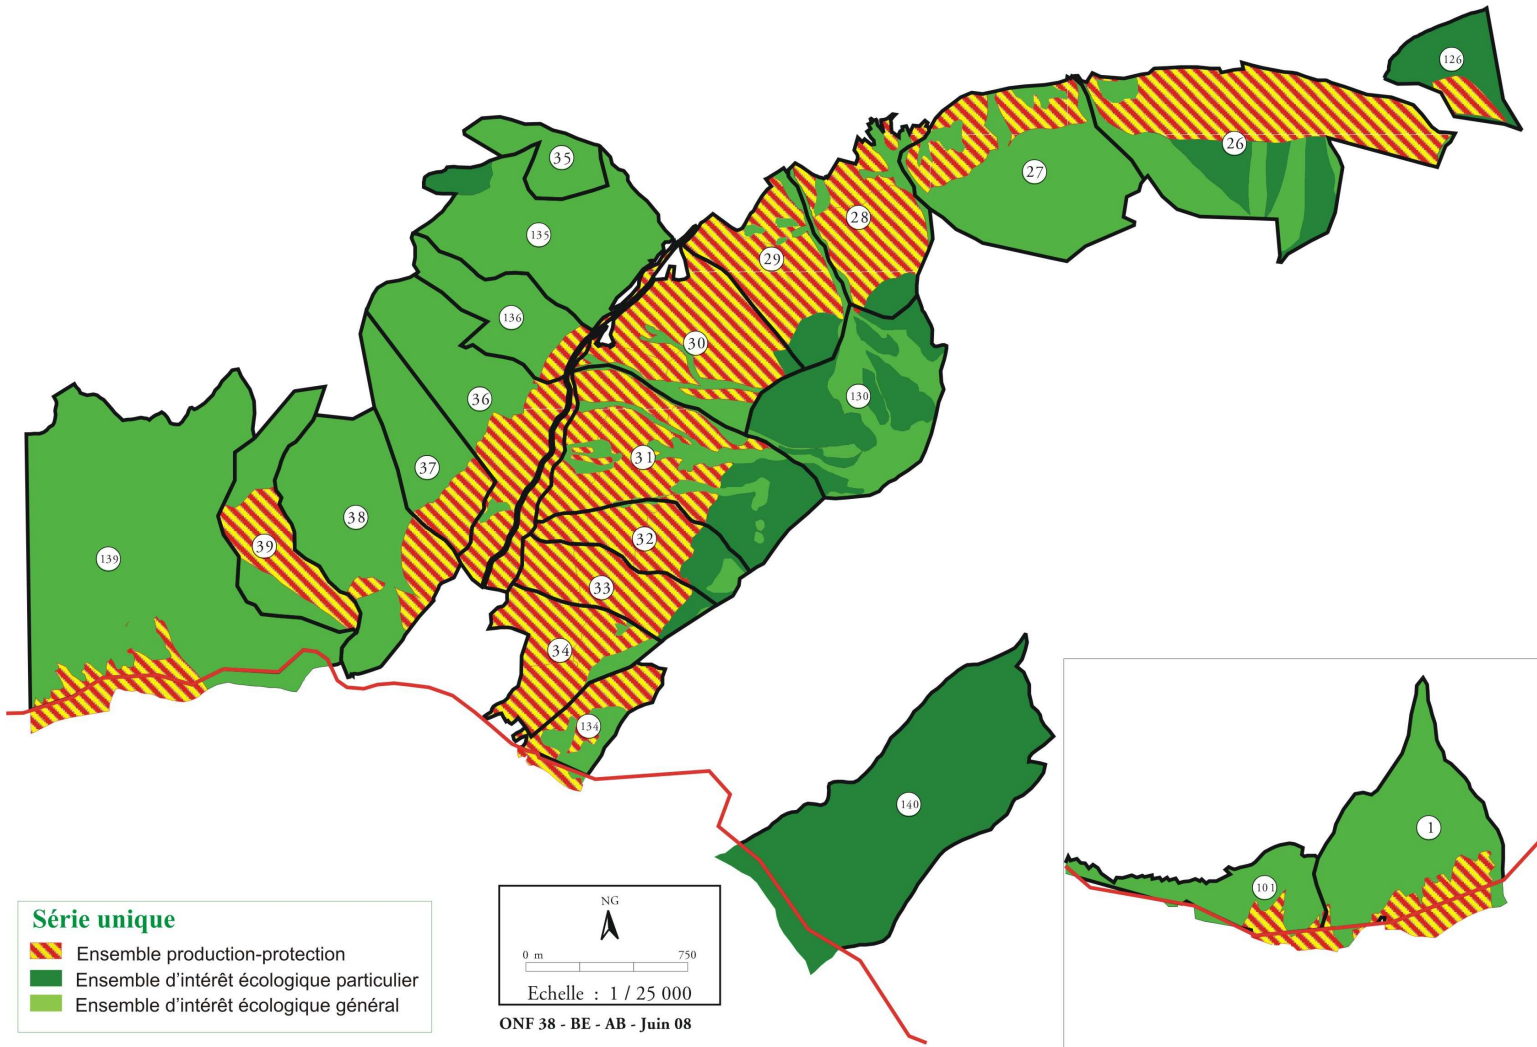 126
35
26
27
135
28
29
136
30
36
130
31
37
38
32
39
139
33
34
134
140
1
101
Série unique
Ensemble production-protection
Ensemble d'intérêt écologique particulier
Ensemble d'intérêt écologique général
NG
0 m 750
Echelle : 1 / 25 000
ONF 38 - BE - AB - Juin 08